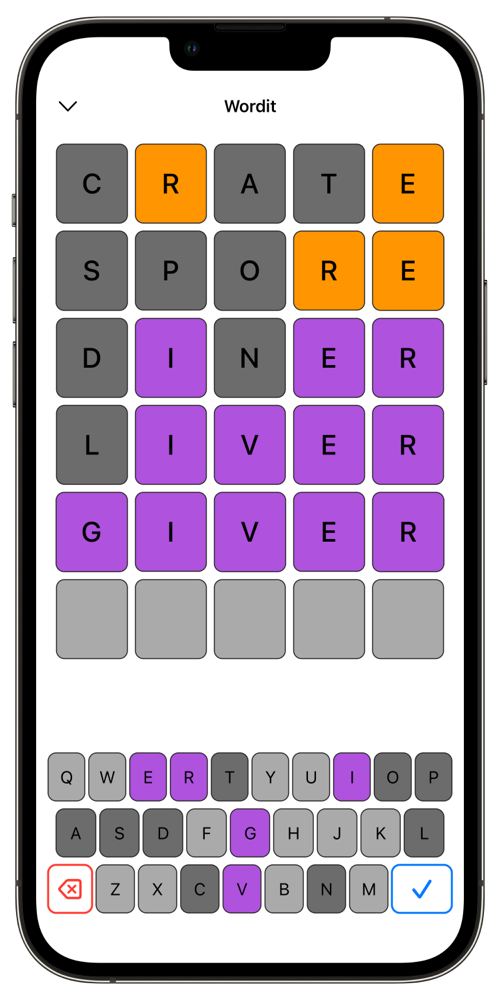 Wordit
C R A T E
S P O R E
D I N E R
L I V E R
G I V E R
Q W E R T Y U I O P
A S D F G H J K L
Z X C V B N M